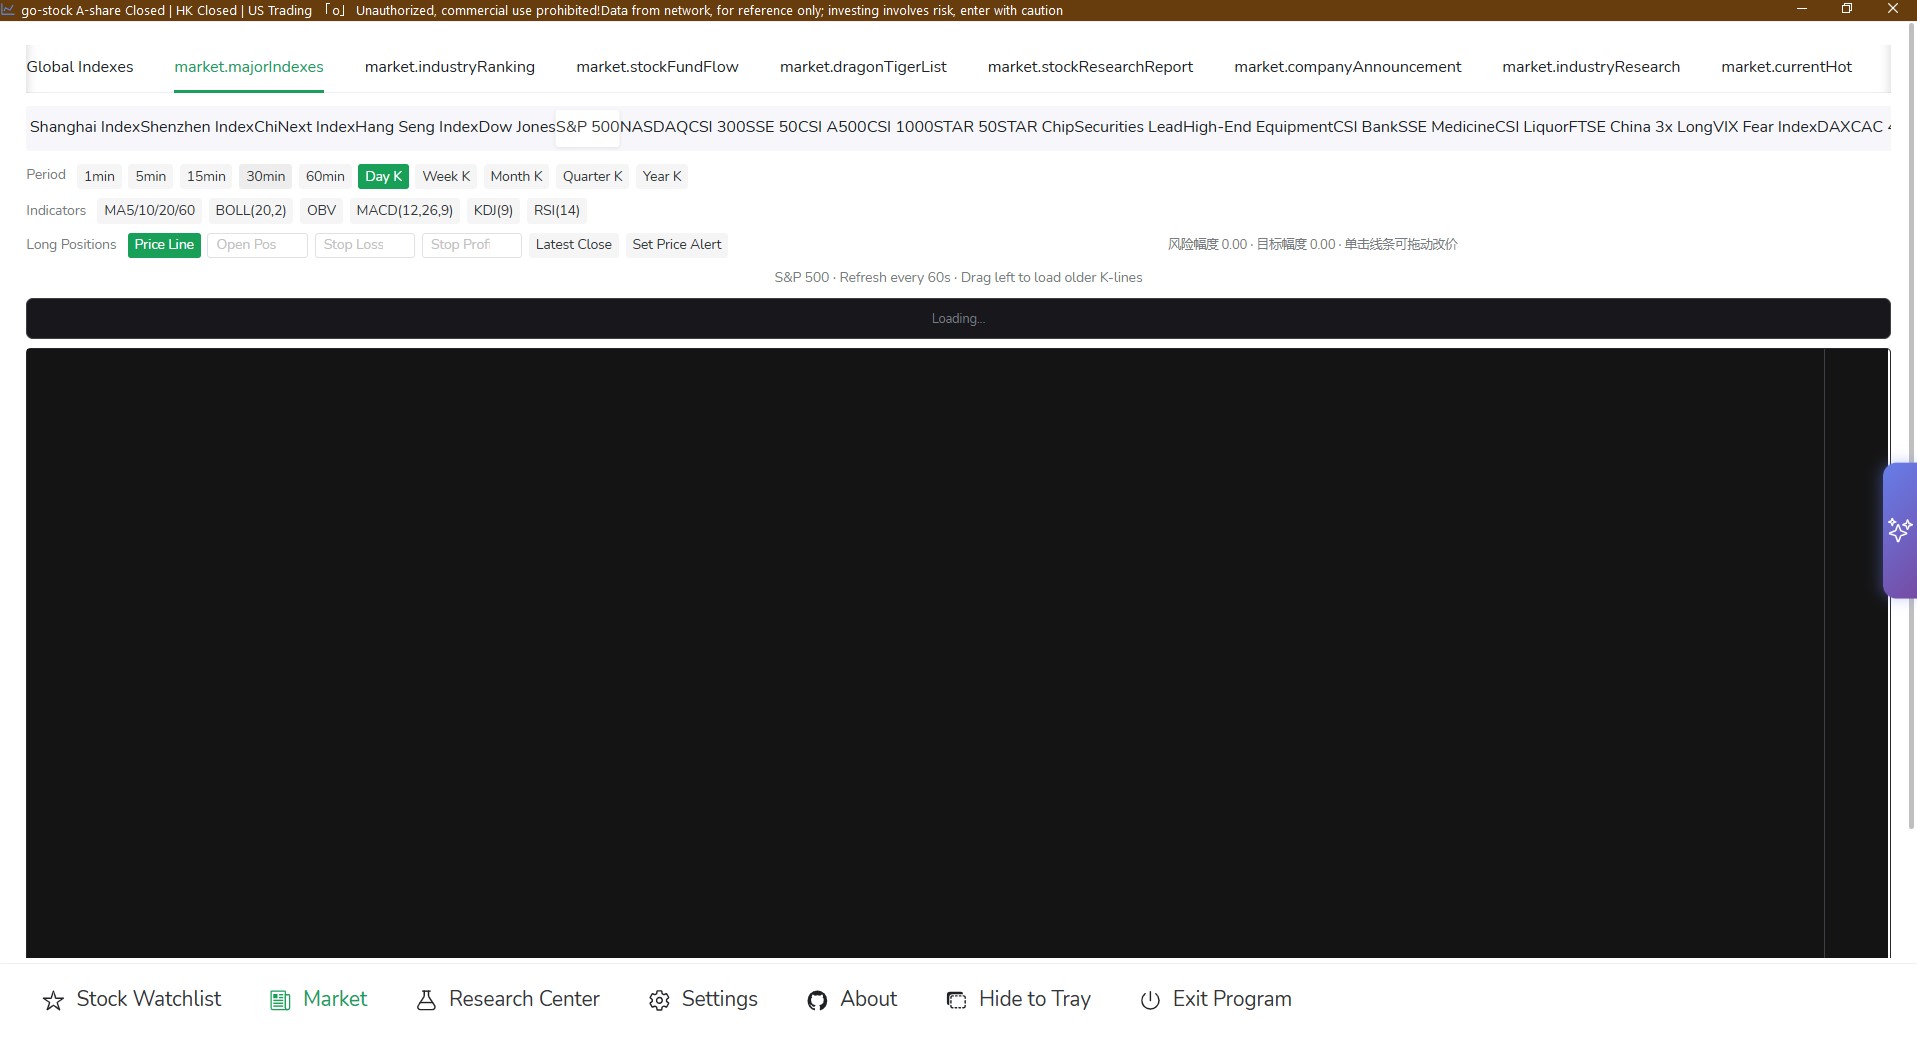 go-stock A-share Closed | HK Closed | US Trading 「o」 Unauthorized, commercial use prohibited!Data from network, for reference only; investing involves risk, enter with caution
Global Indexes market.majorIndexes market.industryRanking market.stockFundFlow market.dragonTigerList market.stockResearchReport market.companyAnnouncement market.industryResearch market.currentHot
Shanghai IndexShenzhen IndexChiNext IndexHang Seng IndexDow JonesS&P 500NASDAQCSI 300SSE 50CSI A500CSI 1000STAR 50STAR ChipSecurities LeadHigh-End EquipmentCSI BankSSE MedicineCSI LiquorFTSE China 3x LongVIX Fear IndexDAXCAC
Period 1min 5min 15min 30min 60min Day K Week K Month K Quarter K Year K
Indicators MA5/10/20/60 BOLL(20,2) OBV MACD(12,26,9) KDJ(9) RSI(14)
Long Positions Price Line Open Pos Stop Loss Stop Profi Latest Close Set Price Alert 风险幅度 0.00 · 目标幅度 0.00 · 单击线条可拖动改价
S&P 500 · Refresh every 60s · Drag left to load older K-lines
Loading...
Stock Watchlist Market Research Center Settings About Hide to Tray Exit Program